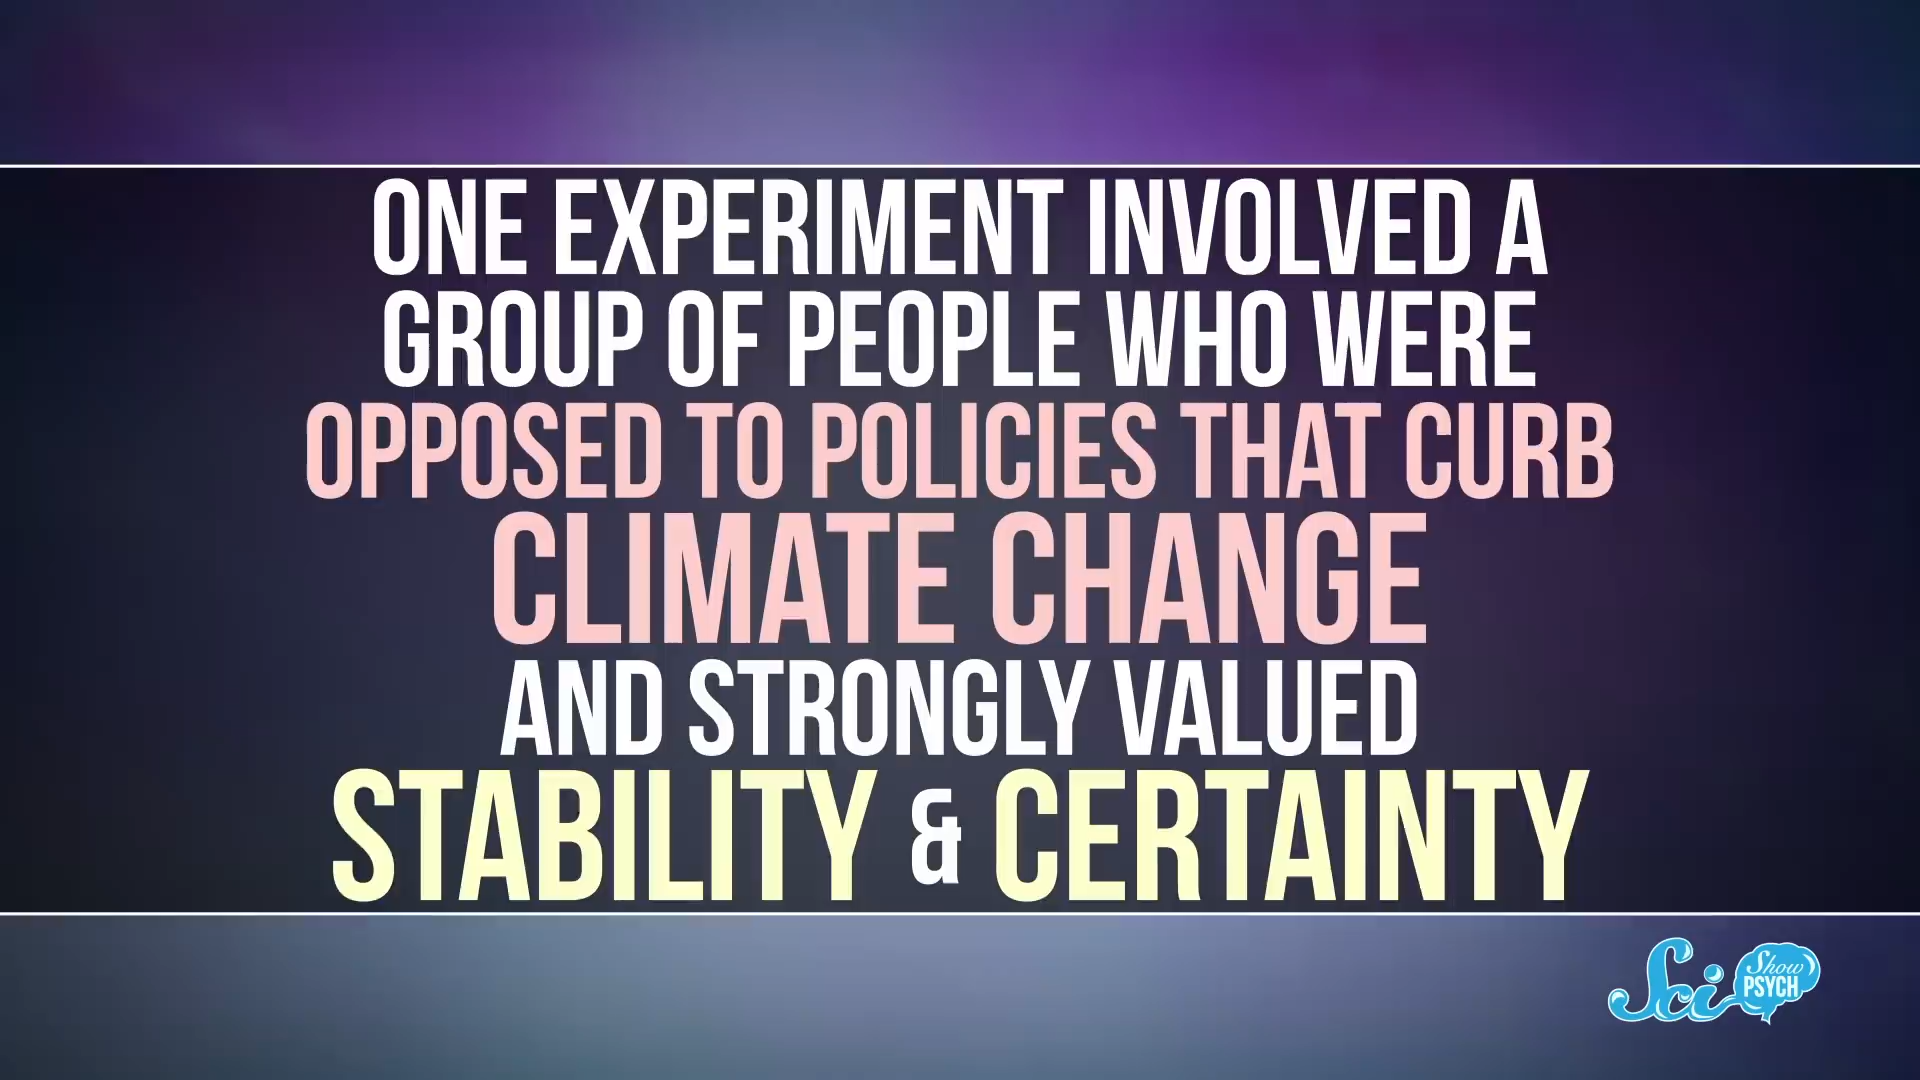 ONE EXPERIMENT INVOLVED A
GROUP OF PEOPLE WHO WERE
OPPOSED TO POLICIES THAT CURB
CLIMATE CHANGE
AND STRONGLY VALUED
STABILITY & CERTAINTY
Sci Show
PSYCH